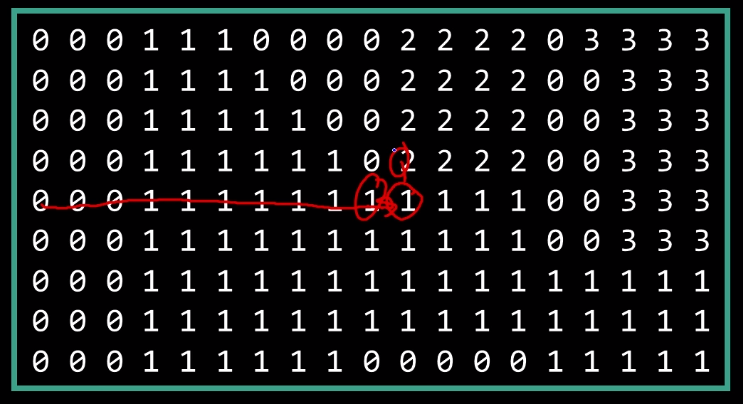 0 0 0 1 1 1 0 0 0 0 2 2 2 2 0 3 3 3 3
0 0 0 1 1 1 1 0 0 0 2 2 2 2 0 0 3 3 3
0 0 0 1 1 1 1 1 0 0 2 2 2 2 0 0 3 3 3
0 0 0 1 1 1 1 1 1 0 2 2 2 2 0 0 3 3 3
0 0 0 1 1 1 1 1 1 1 1 1 1 1 0 0 3 3 3
0 0 0 1 1 1 1 1 1 1 1 1 1 1 0 0 3 3 3
0 0 0 1 1 1 1 1 1 1 1 1 1 1 1 1 1 1 1
0 0 0 1 1 1 1 1 1 1 1 1 1 1 1 1 1 1 1
0 0 0 1 1 1 1 1 1 0 0 0 0 0 1 1 1 1 1